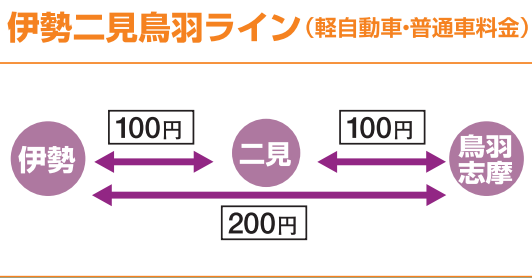 伊勢二見鳥羽ライン（軽自動車・普通車料金）
100円
100円
伊勢
二見
鳥羽
志摩
200円